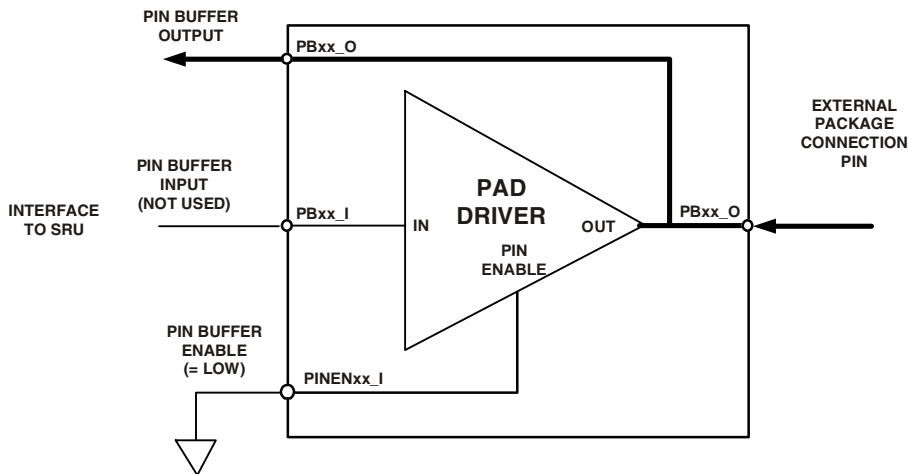 PIN BUFFER
OUTPUT
PBxx_O
EXTERNAL
PACKAGE
CONNECTION
PIN
PIN BUFFER
INPUT
(NOT USED)
INTERFACE
TO SRU
PBxx_I
PAD
DRIVER
IN
OUT
PBxx_O
PIN
ENABLE
PIN BUFFER
ENABLE
(= LOW)
PINENxx_I